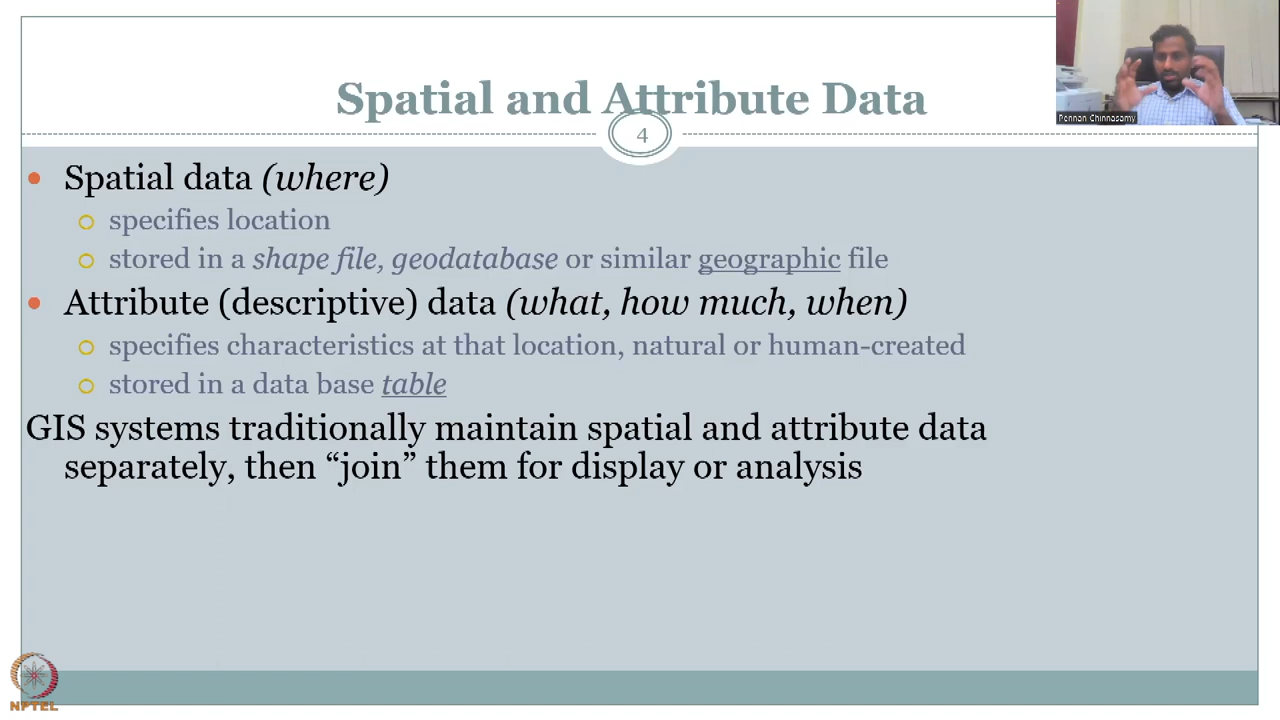 Spatial and Attribute Data
Pennan Chinnasamy
4
• Spatial data (where)
specifies location
stored in a shape file, geodatabase or similar geographic file
• Attribute (descriptive) data (what, how much, when)
specifies characteristics at that location, natural or human-created
stored in a data base table
GIS systems traditionally maintain spatial and attribute data
separately, then “join” them for display or analysis
NPTEL